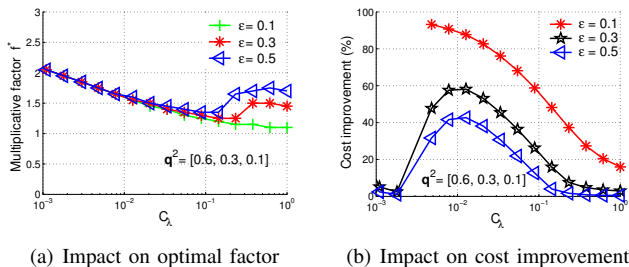 Multiplicative factor f*
3
2.5
2
1.5
1
0.5
0
ε = 0.1
ε = 0.3
ε = 0.5
q² = [0.6, 0.3, 0.1]
10⁻³ 10⁻² 10⁻¹ 10⁰
C_λ
(a) Impact on optimal factor
Cost improvement (%)
100
80
60
40
20
0
ε = 0.1
ε = 0.3
ε = 0.5
q² = [0.6, 0.3, 0.1]
10⁻³ 10⁻² 10⁻¹ 10⁰
C_λ
(b) Impact on cost improvement